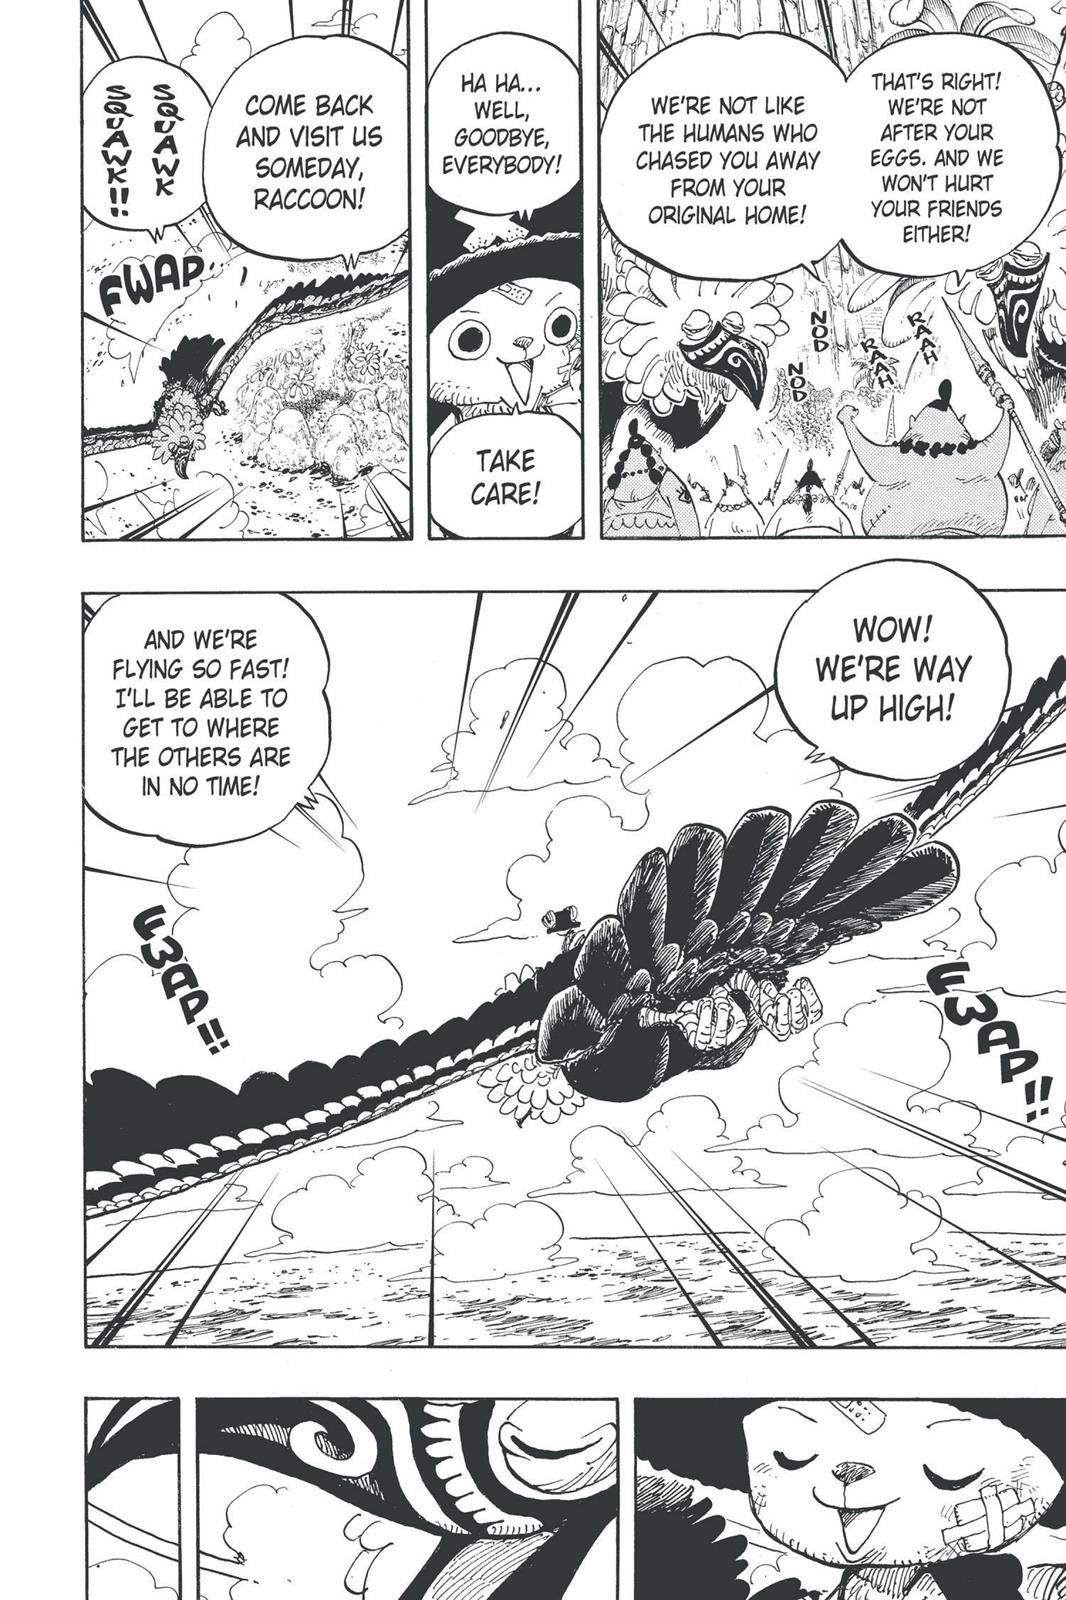 THAT'S RIGHT!
WE'RE NOT
AFTER YOUR
EGGS. AND WE
WON'T HURT
YOUR FRIENDS
EITHER!
WE'RE NOT LIKE
THE HUMANS WHO
CHASED YOU AWAY
FROM YOUR
ORIGINAL HOME!
RAAH
RAAH
NOD
NOD
HA HA...
WELL,
GOODBYE,
EVERYBODY!
TAKE
CARE!
COME BACK
AND VISIT US
SOMEDAY,
RACCOON!
SQUAWK
SQUAWK!!
FWAP
WOW!
WE'RE WAY
UP HIGH!
AND WE'RE
FLYING SO FAST!
I'LL BE ABLE TO
GET TO WHERE
THE OTHERS ARE
IN NO TIME!
FWAP!!
FWAP!!